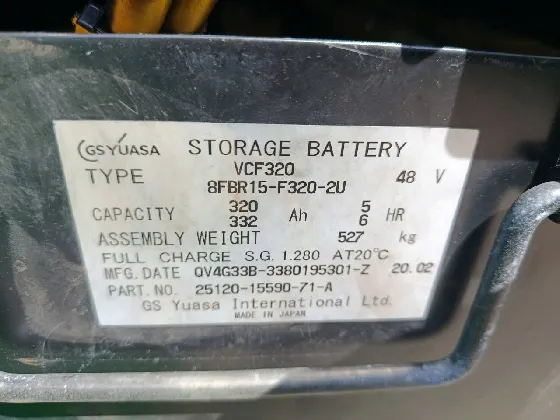 GS YUASA STORAGE BATTERY
TYPE VCF320 48 V
8FBR15-F320-2U
CAPACITY 320 Ah 5 HR
332 6
ASSEMBLY WEIGHT 527 kg
FULL CHARGE S.G. 1.280 AT20°C
MFG. DATE QV4G33B-3380195301-Z 20.02
PART. NO. 25120-15590-71-A
GS Yuasa International Ltd.
MADE IN JAPAN